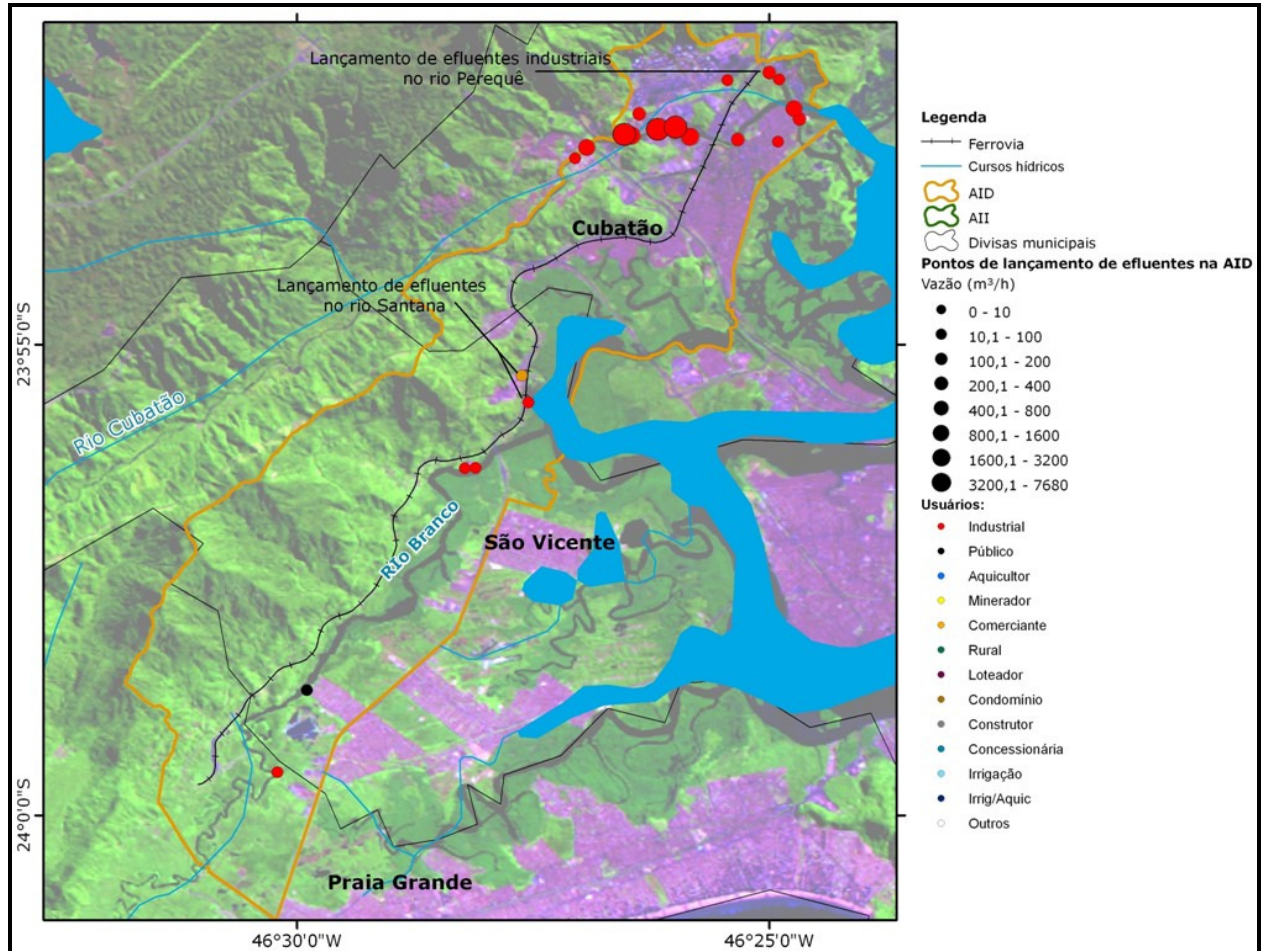 Lançamento de efluentes industriais
no rio Perequê
Cubatão
Lançamento de efluentes
no rio Santana
Rio Cubatão
Rio Branco
São Vicente
Praia Grande
23°55'0"S
24°0'0"S
46°30'0"W
46°25'0"W
Legenda
Ferrovia
Cursos hídricos
AID
AII
Divisas municipais
Pontos de lançamento de efluentes na AID
Vazão (m³/h)
0 - 10
10,1 - 100
100,1 - 200
200,1 - 400
400,1 - 800
800,1 - 1600
1600,1 - 3200
3200,1 - 7680
Usuários:
Industrial
Público
Aquicultor
Minerador
Comerciante
Rural
Loteador
Condomínio
Construtor
Concessionária
Irrigação
Irrig/Aquic
Outros